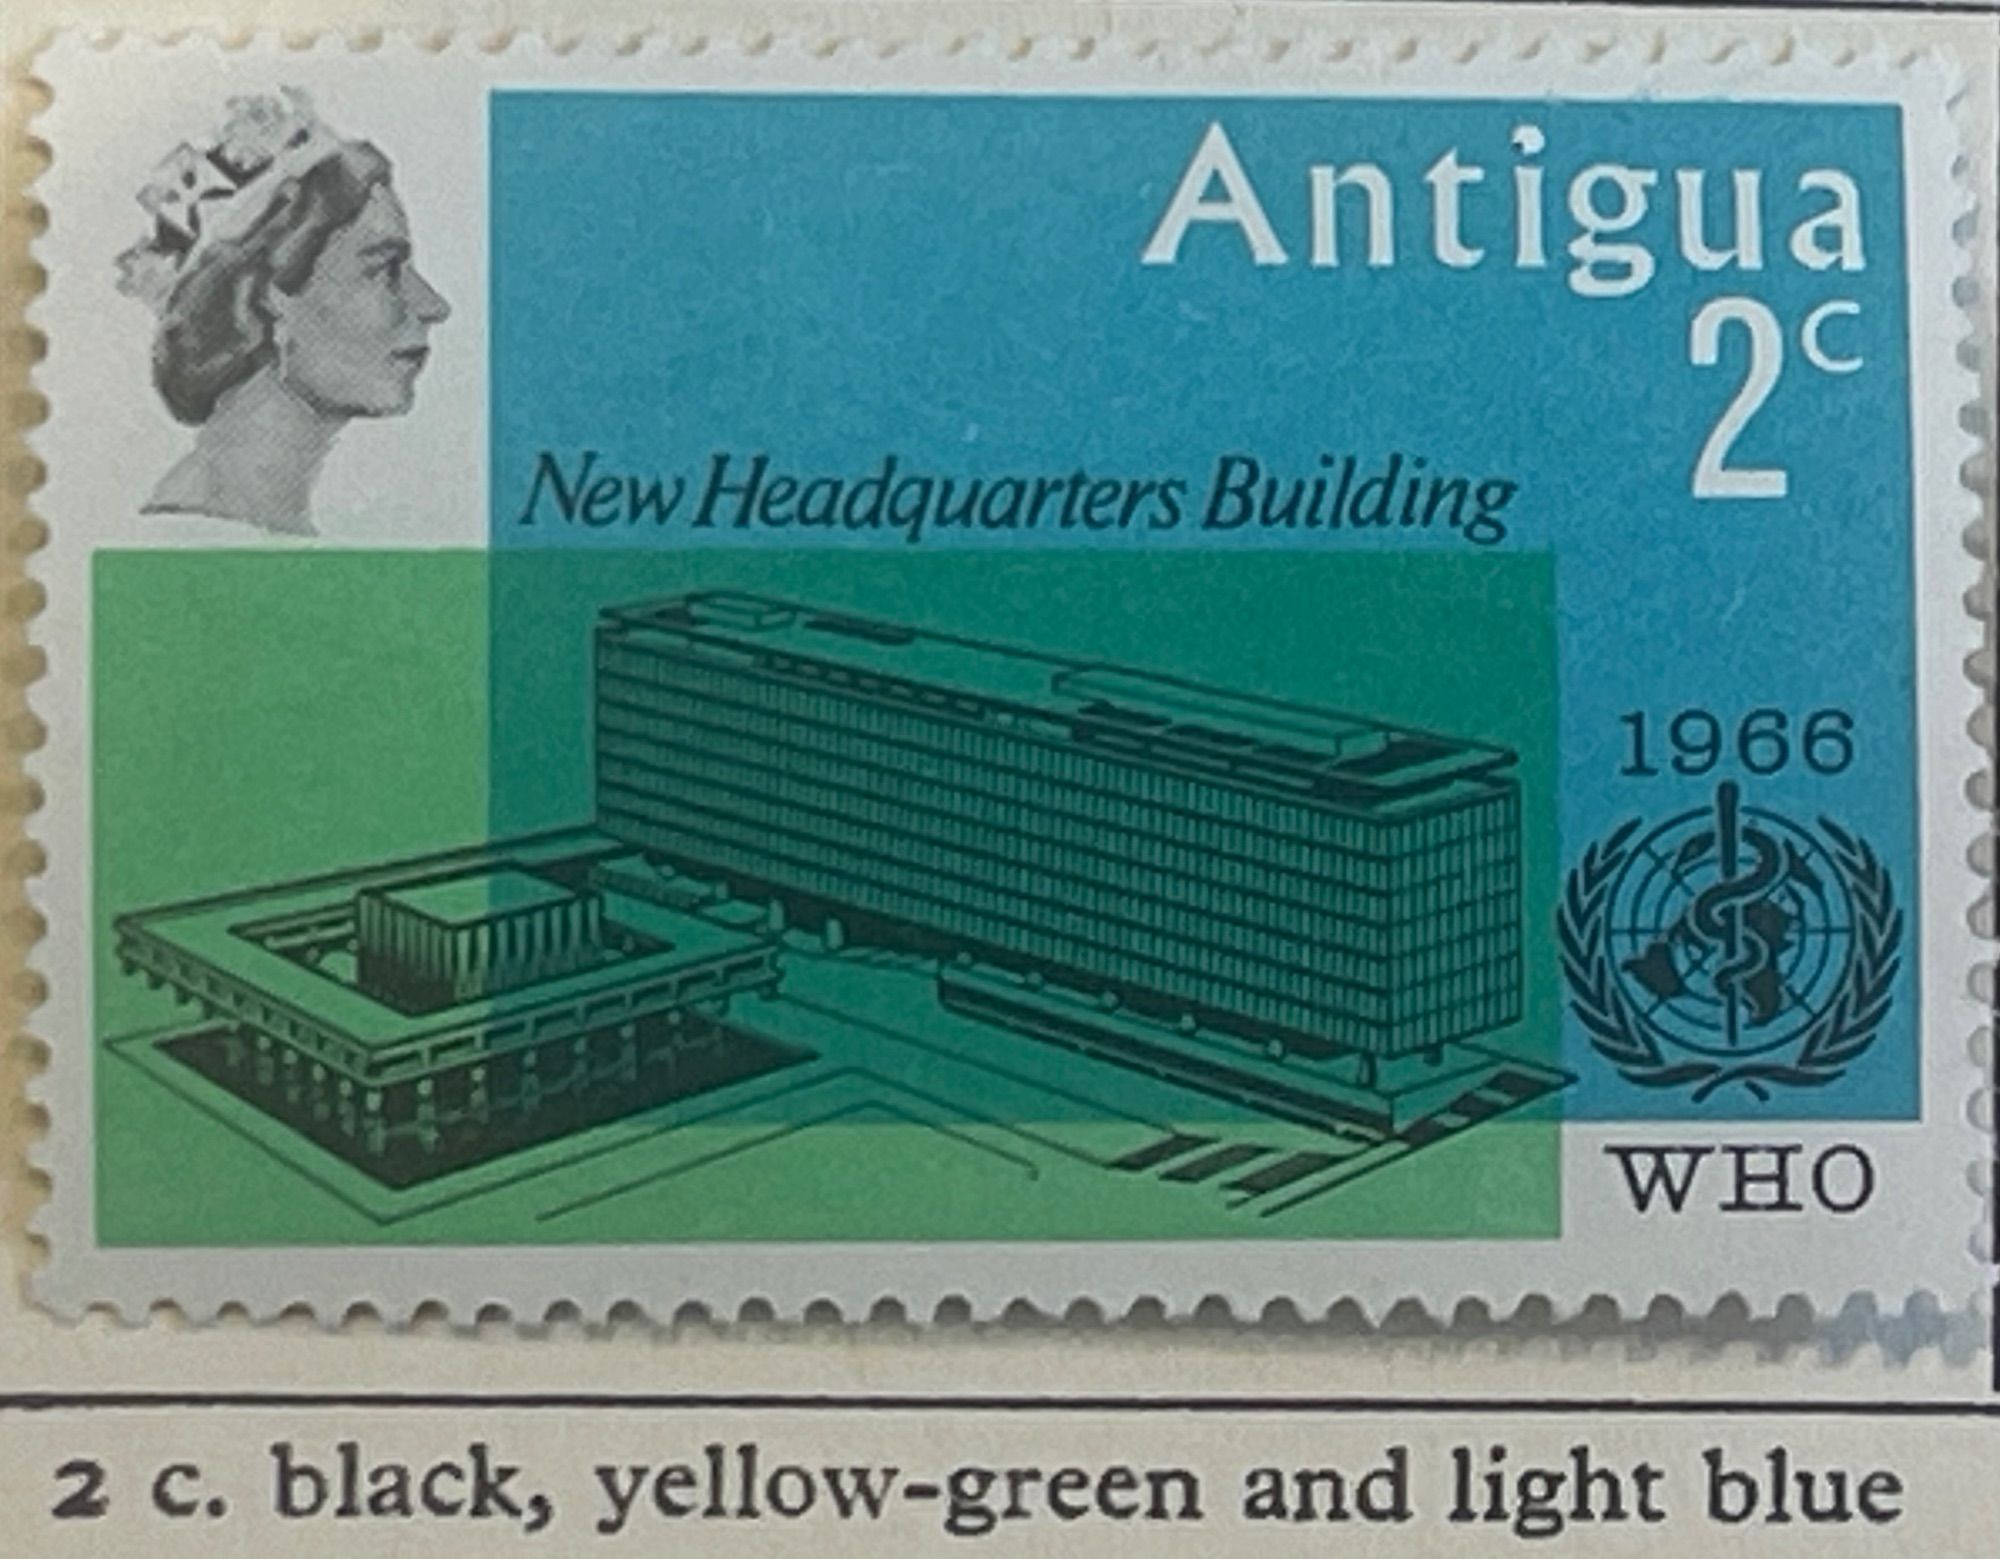 Antigua
2c
New Headquarters Building
1966
WHO
2 c. black, yellow-green and light blue